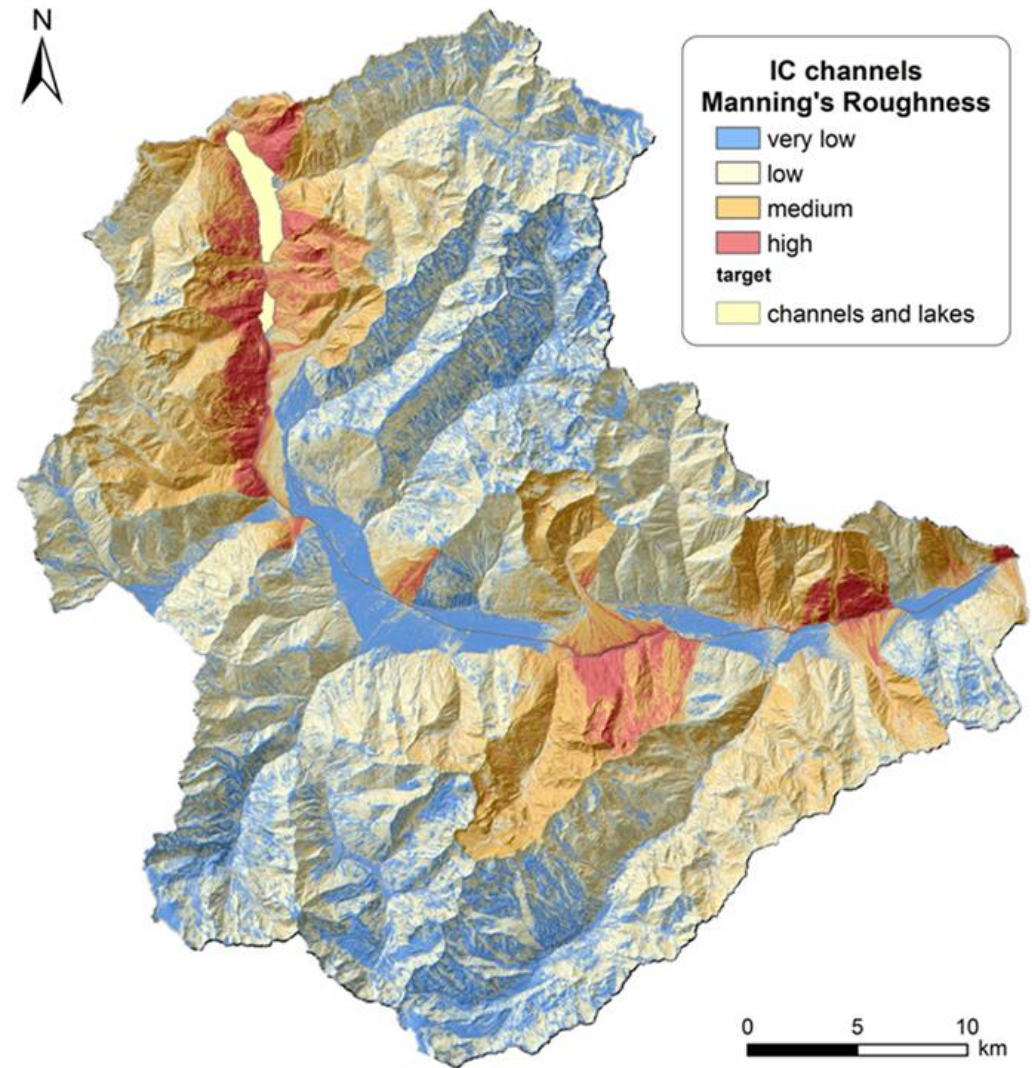 N
IC channels
Manning's Roughness
very low
low
medium
high
target
channels and lakes
0 5 10
km